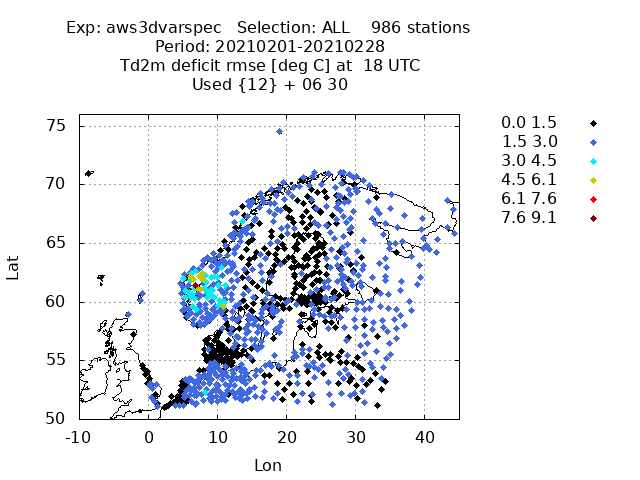 Exp: aws3dvarspec Selection: ALL 986 stations
Period: 20210201-20210228
Td2m deficit rmse [deg C] at 18 UTC
Used {12} + 06 30
75
70
65
60
55
50
-10 0 10 20 30 40
Lat
Lon
0.0 1.5
1.5 3.0
3.0 4.5
4.5 6.1
6.1 7.6
7.6 9.1